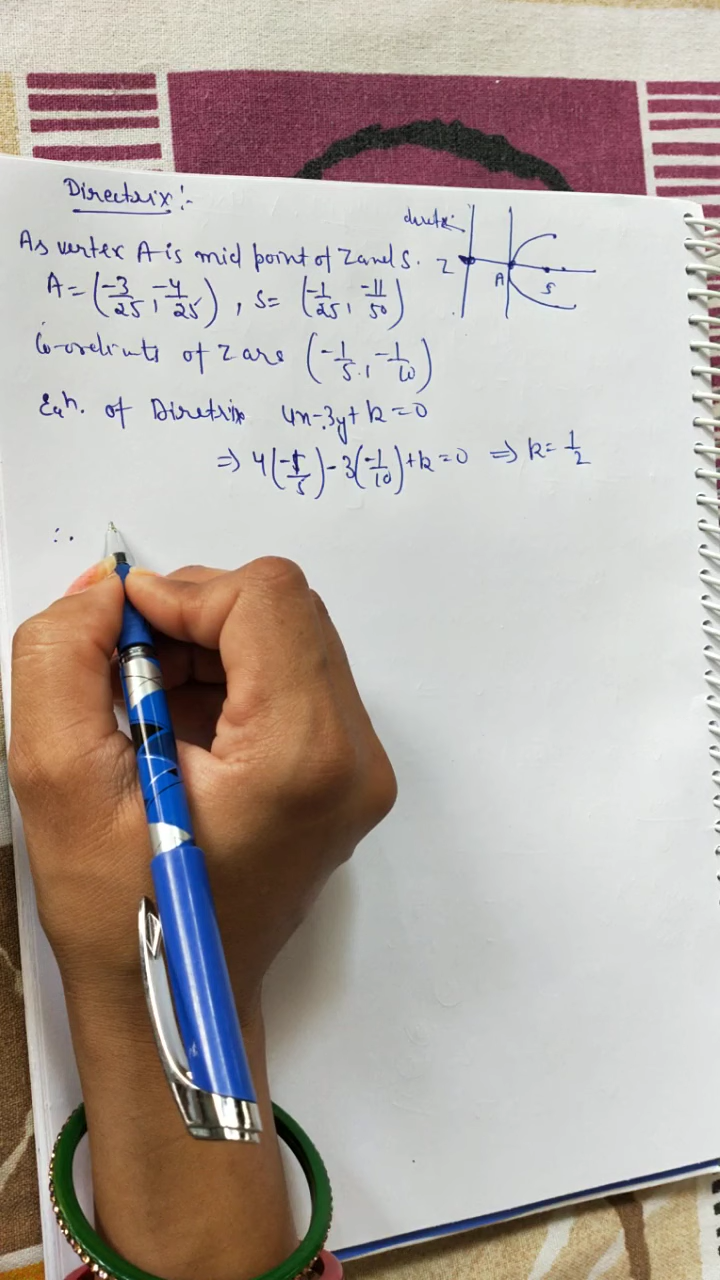 Directrix :-
directrix
Z
A
S
As vertex A is mid point of Z and S.
A = (-3/25, -4/25) , S = (-1/25, -11/50)
Co-ordinates of Z are (-1/5, -1/10)
Eqn. of Diretrix 4x-3y+k=0
⇒ 4(-1/5)-3(-1/10)+k=0 ⇒ k=1/2
∴